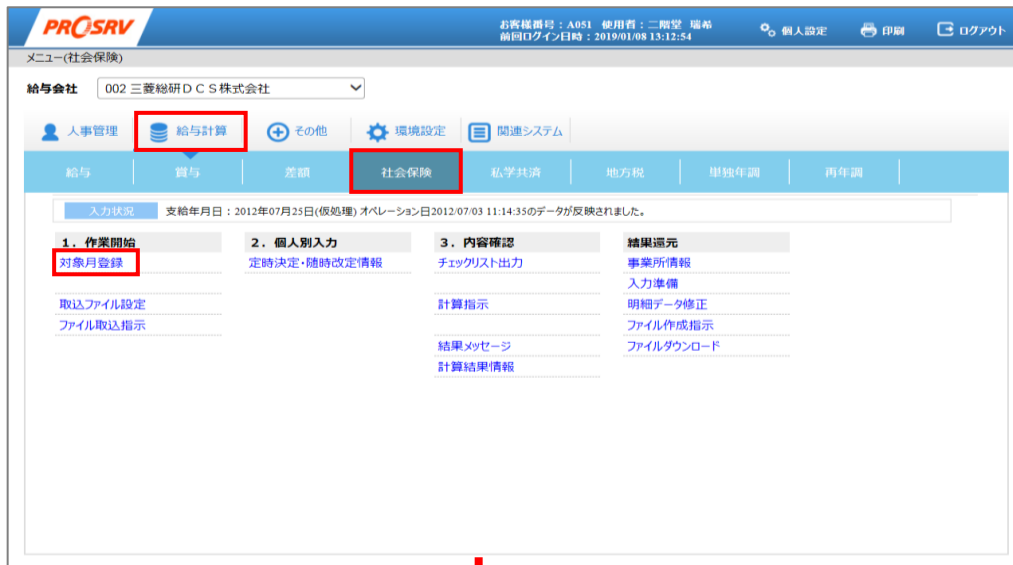 PROSRV
お客様番号：A051 使用者：二階堂 瑞希
前回ログイン日時：2019/01/08 13:12:54
個人設定
印刷
ログアウト
メニュー(社会保険)
給与会社 002 三菱総研ＤＣＳ株式会社
人事管理 給与計算 その他 環境設定 関連システム
給与 賞与 差額 社会保険 私学共済 地方税 単独年調 再年調
入力状況 支給年月日：2012年07月25日(仮処理) オペレーション日2012/07/03 11:14:35のデータが反映されました。
1．作業開始 2．個人別入力 3．内容確認 結果還元
対象月登録 定時決定・随時改定情報 チェックリスト出力 事業所情報
入力準備
取込ファイル設定 計算指示 明細データ修正
ファイル取込指示 ファイル作成指示
結果メッセージ ファイルダウンロード
計算結果情報